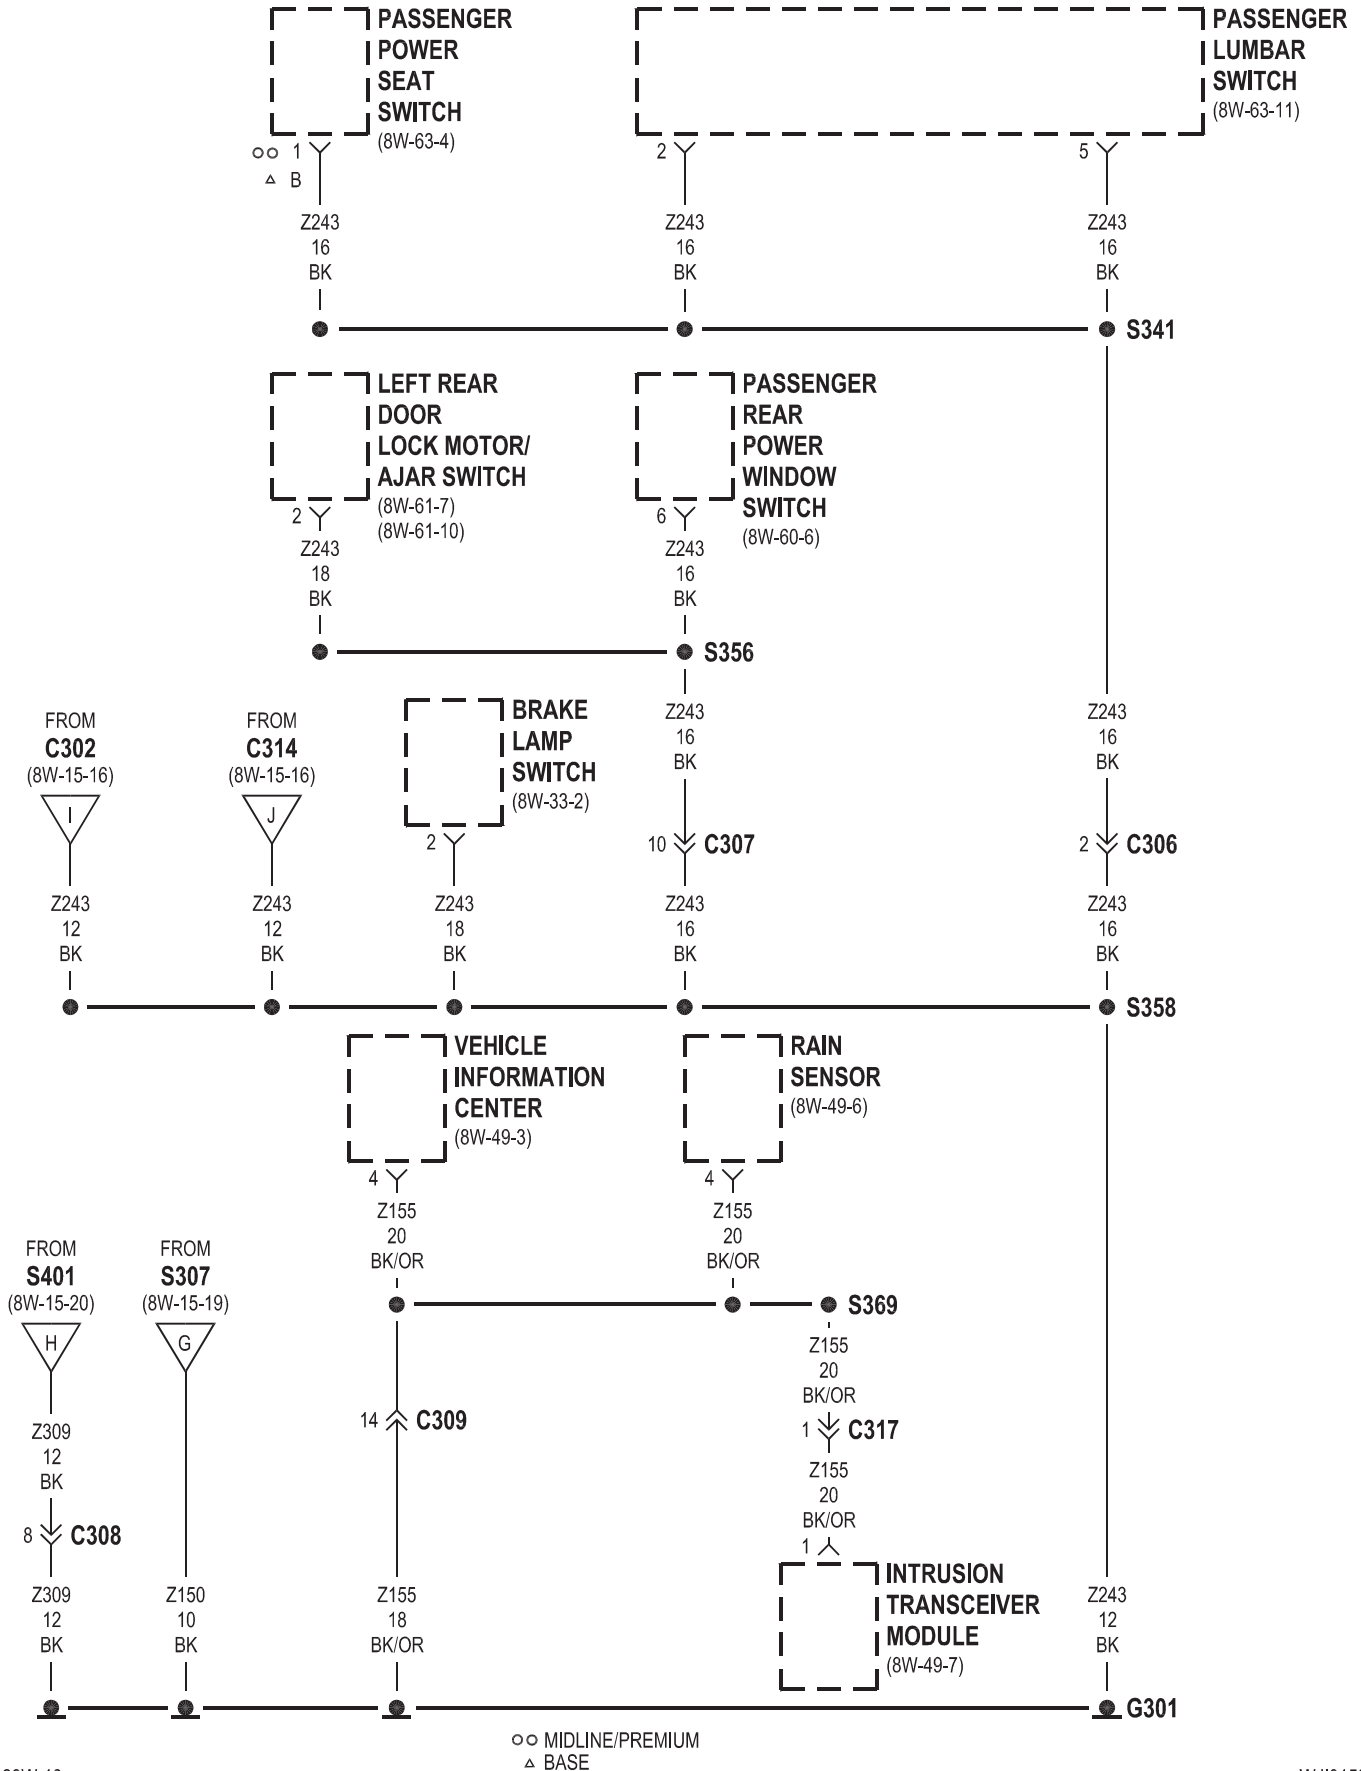 PASSENGER
POWER
SEAT
SWITCH
(8W-63-4)
PASSENGER
LUMBAR
SWITCH
(8W-63-11)
1
B
2
5
Z243
16
BK
Z243
16
BK
Z243
16
BK
S341
LEFT REAR
DOOR
LOCK MOTOR/
AJAR SWITCH
(8W-61-7)
(8W-61-10)
PASSENGER
REAR
POWER
WINDOW
SWITCH
(8W-60-6)
2
6
Z243
18
BK
Z243
16
BK
S356
FROM
C302
(8W-15-16)
I
FROM
C314
(8W-15-16)
J
BRAKE
LAMP
SWITCH
(8W-33-2)
2
Z243
16
BK
Z243
16
BK
10 C307
2 C306
Z243
12
BK
Z243
12
BK
Z243
18
BK
Z243
16
BK
Z243
16
BK
S358
VEHICLE
INFORMATION
CENTER
(8W-49-3)
RAIN
SENSOR
(8W-49-6)
4
4
Z155
20
BK/OR
Z155
20
BK/OR
FROM
S401
(8W-15-20)
H
FROM
S307
(8W-15-19)
G
S369
Z155
20
BK/OR
14 C309
1 C317
Z309
12
BK
Z155
20
BK/OR
8 C308
1
INTRUSION
TRANSCEIVER
MODULE
(8W-49-7)
Z309
12
BK
Z150
10
BK
Z155
18
BK/OR
Z243
12
BK
G301
MIDLINE/PREMIUM
BASE